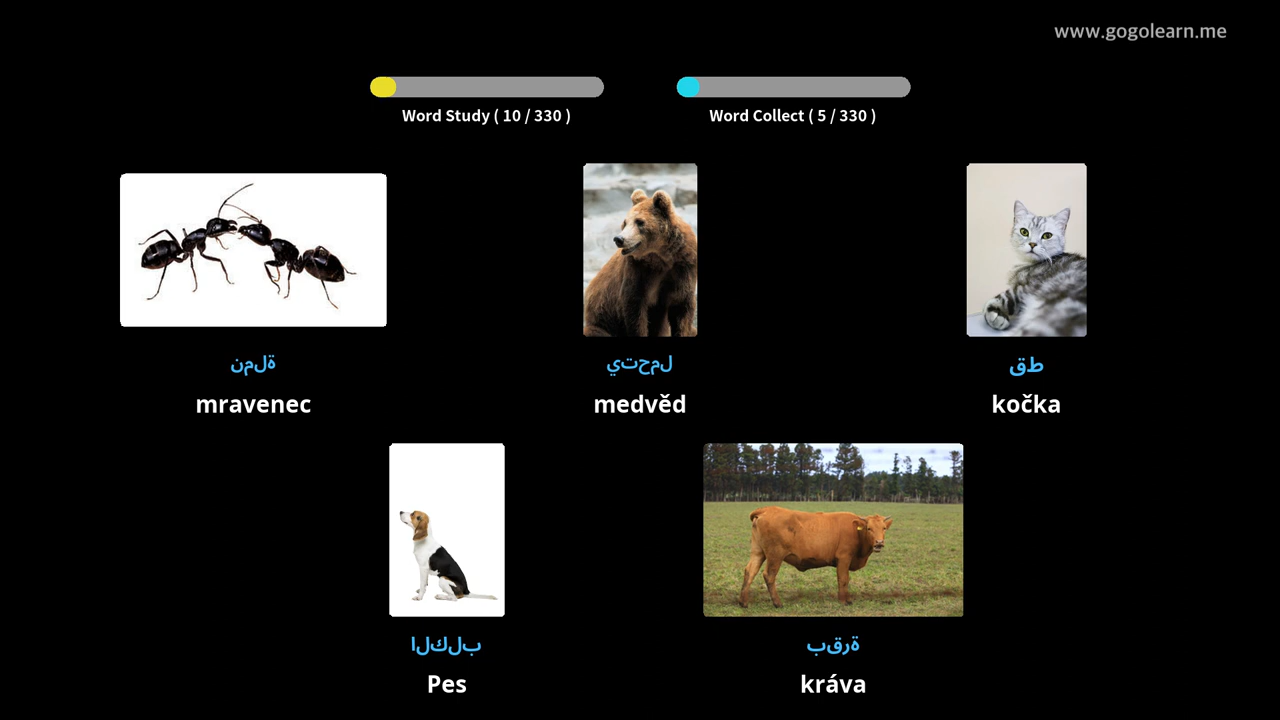 www.gogolearn.me
Word Study ( 10 / 330 )
Word Collect ( 5 / 330 )
نملة
يتحمل
قط
mravenec
medvěd
kočka
الكلب
بقرة
Pes
kráva